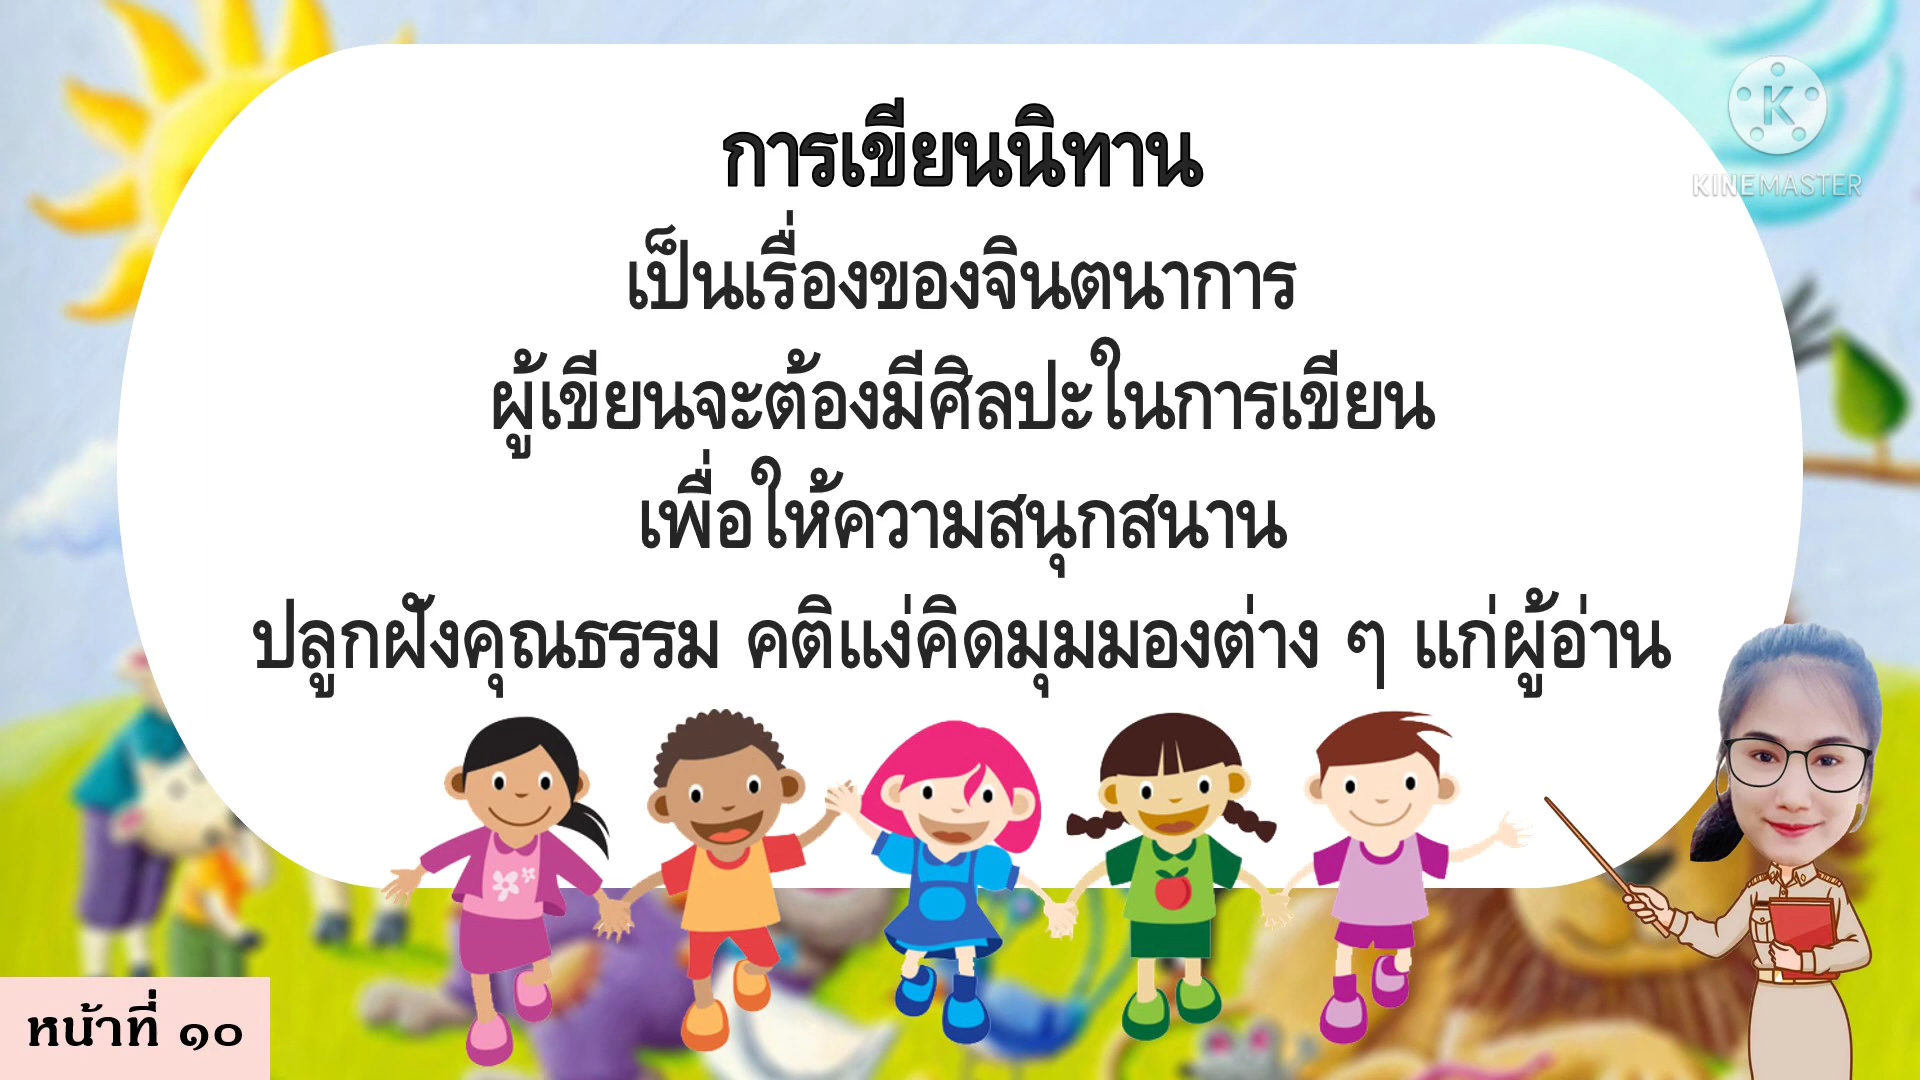 การเขียนนิทาน
เป็นเรื่องของจินตนาการ
ผู้เขียนจะต้องมีศิลปะในการเขียน
เพื่อให้ความสนุกสนาน
ปลูกฝังคุณธรรม คติแง่คิดมุมมองต่าง ๆ แก่ผู้อ่าน
K
KINEMASTER
หน้าที่ ๑๐